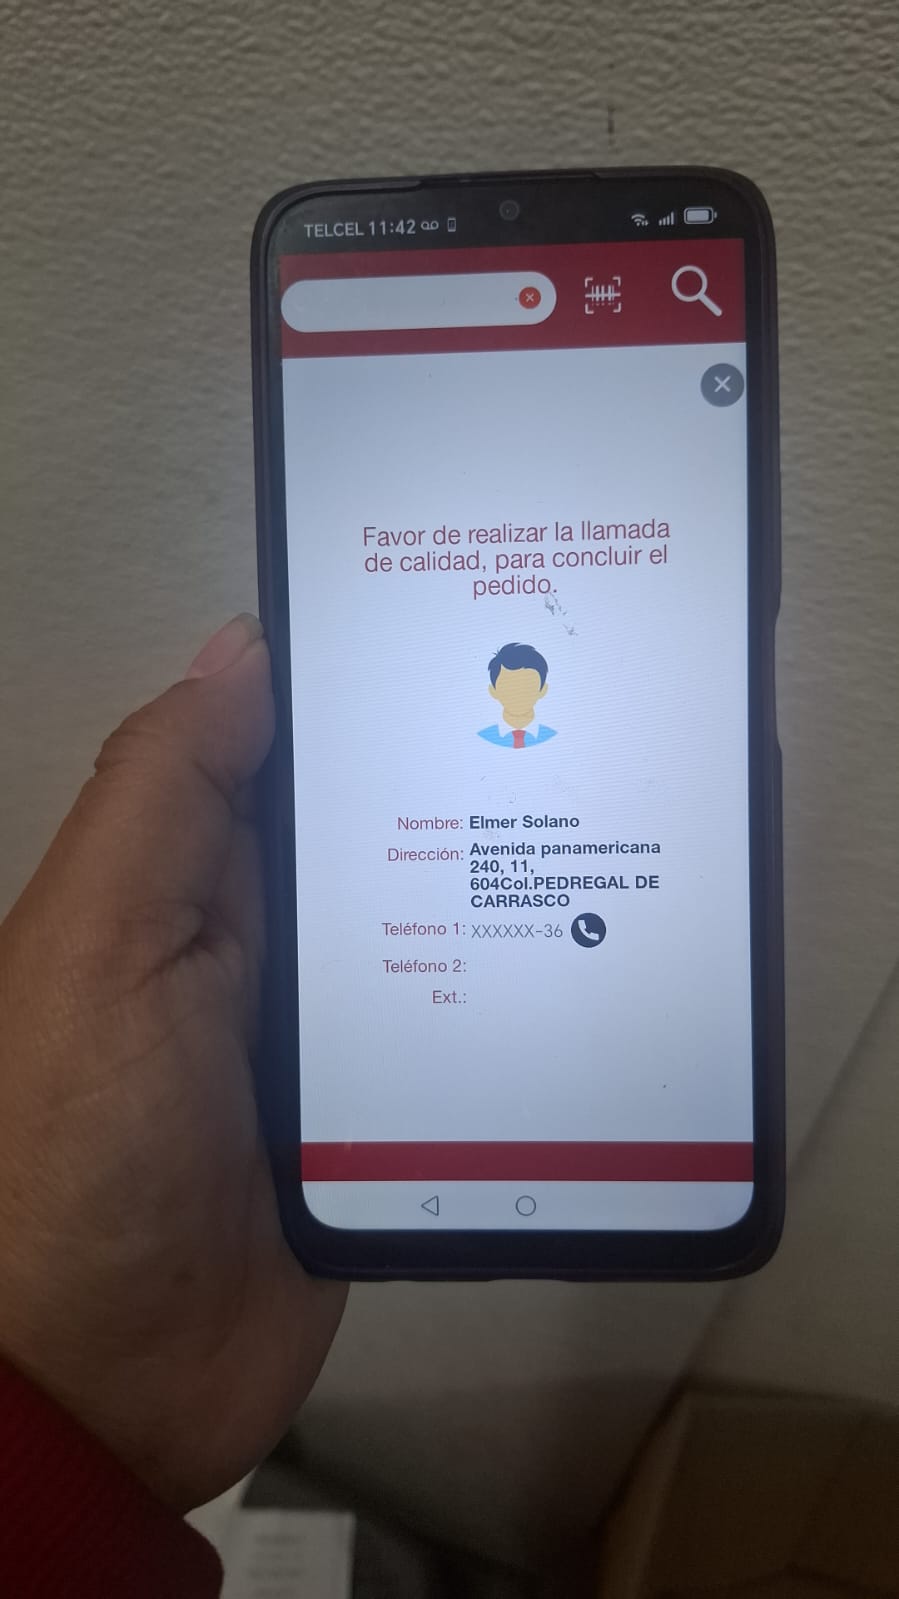 TELCEL 11:42
Favor de realizar la llamada
de calidad, para concluir el
pedido.
Nombre: Elmer Solano
Dirección: Avenida panamericana
240, 11,
604Col.PEDREGAL DE
CARRASCO
Teléfono 1: XXXXXX-36
Teléfono 2:
Ext.: